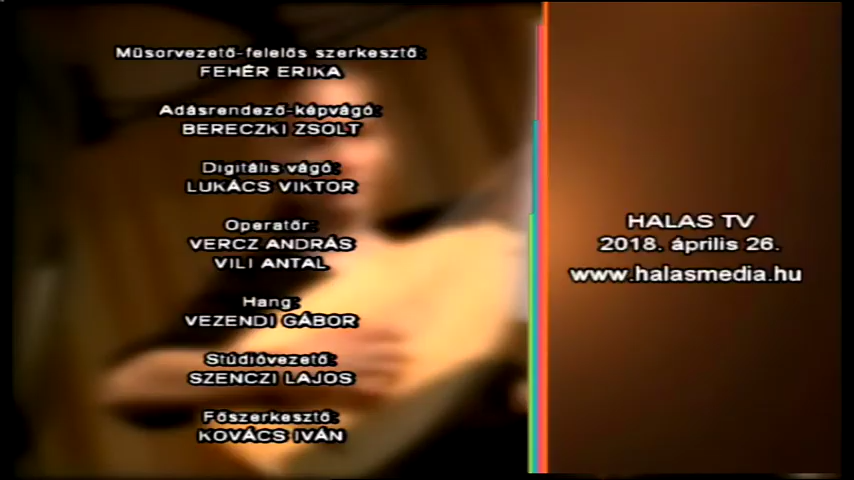 Műsorvezető-felelős szerkesztő:
FEHÉR ERIKA
Adásrendező-képvágó:
BERECZKI ZSOLT
Digitális vágó:
LUKÁCS VIKTOR
Operatőr:
VERCZ ANDRÁS
VILI ANTAL
Hang:
VEZENDI GÁBOR
Stúdióvezető:
SZENCZI LAJOS
Főszerkesztő:
KOVÁCS IVÁN
HALAS TV
2018. április 26.
www.halasmedia.hu